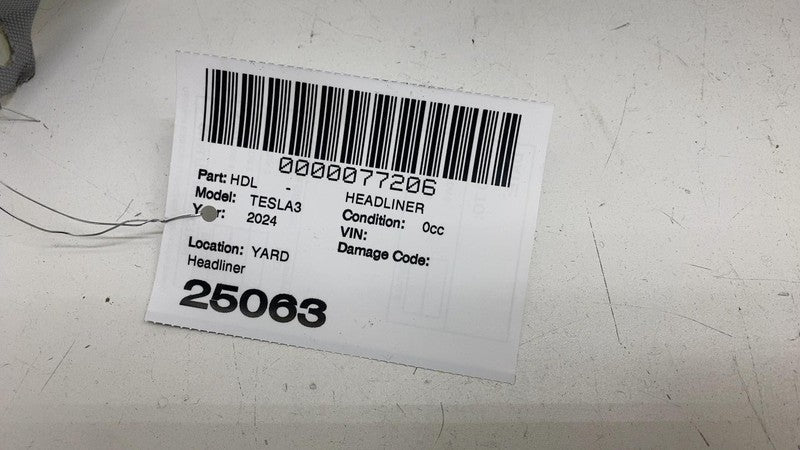 0000077206
Part: HDL - HEADLINER
Model: TESLA3 Condition: 0cc
Year: 2024 VIN:
Damage Code:
Location: YARD
Headliner
25063